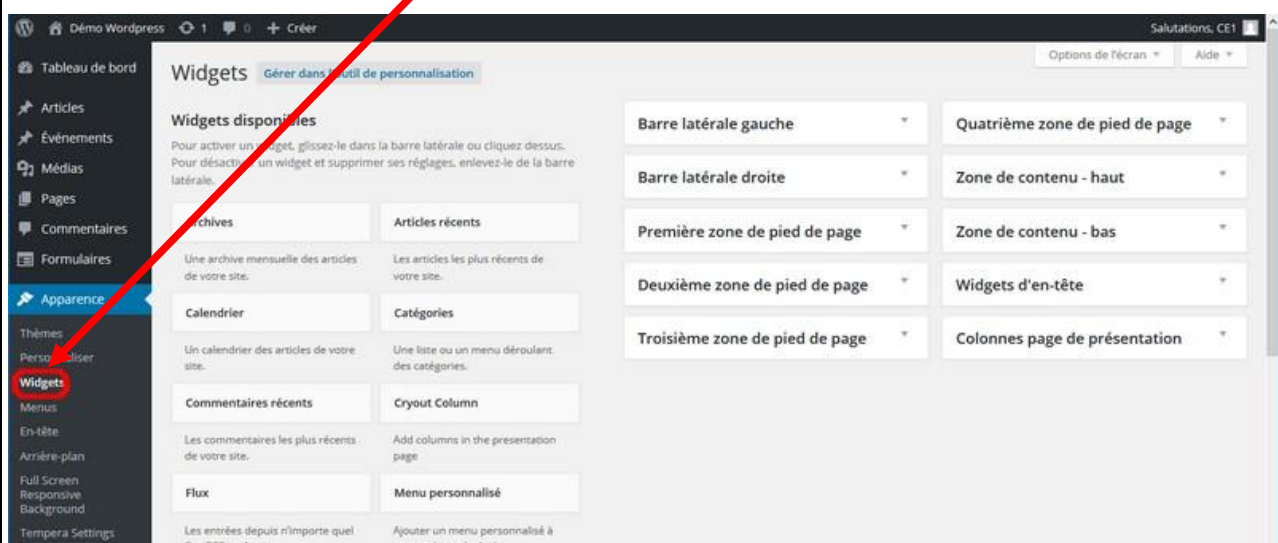 Démo Wordpress 1 0 + Créer Salutations, CE1
Options de l'écran Aide
Tableau de bord
Articles
Événements
Médias
Pages
Commentaires
Formulaires
Apparence
Thèmes
Personnaliser
Widgets
Menus
En-tête
Arrière-plan
Full Screen
Responsive
Background
Tempera Settings
Widgets Gérer dans l'outil de personnalisation
Widgets disponibles
Pour activer un widget, glissez-le dans la barre latérale ou cliquez dessus.
Pour désactiver un widget et supprimer ses réglages, enlevez-le de la barre
latérale.
Archives
Une archive mensuelle des articles
de votre site.
Articles récents
Les articles les plus récents de
votre site.
Calendrier
Un calendrier des articles de votre
site.
Catégories
Une liste ou un menu déroulant
des catégories.
Commentaires récents
Les commentaires les plus récents
de votre site.
Cryout Column
Add columns in the presentation
page
Flux
Les entrées depuis n'importe quel
Menu personnalisé
Ajouter un menu personnalisé à
Barre latérale gauche
Barre latérale droite
Première zone de pied de page
Deuxième zone de pied de page
Troisième zone de pied de page
Quatrième zone de pied de page
Zone de contenu - haut
Zone de contenu - bas
Widgets d'en-tête
Colonnes page de présentation